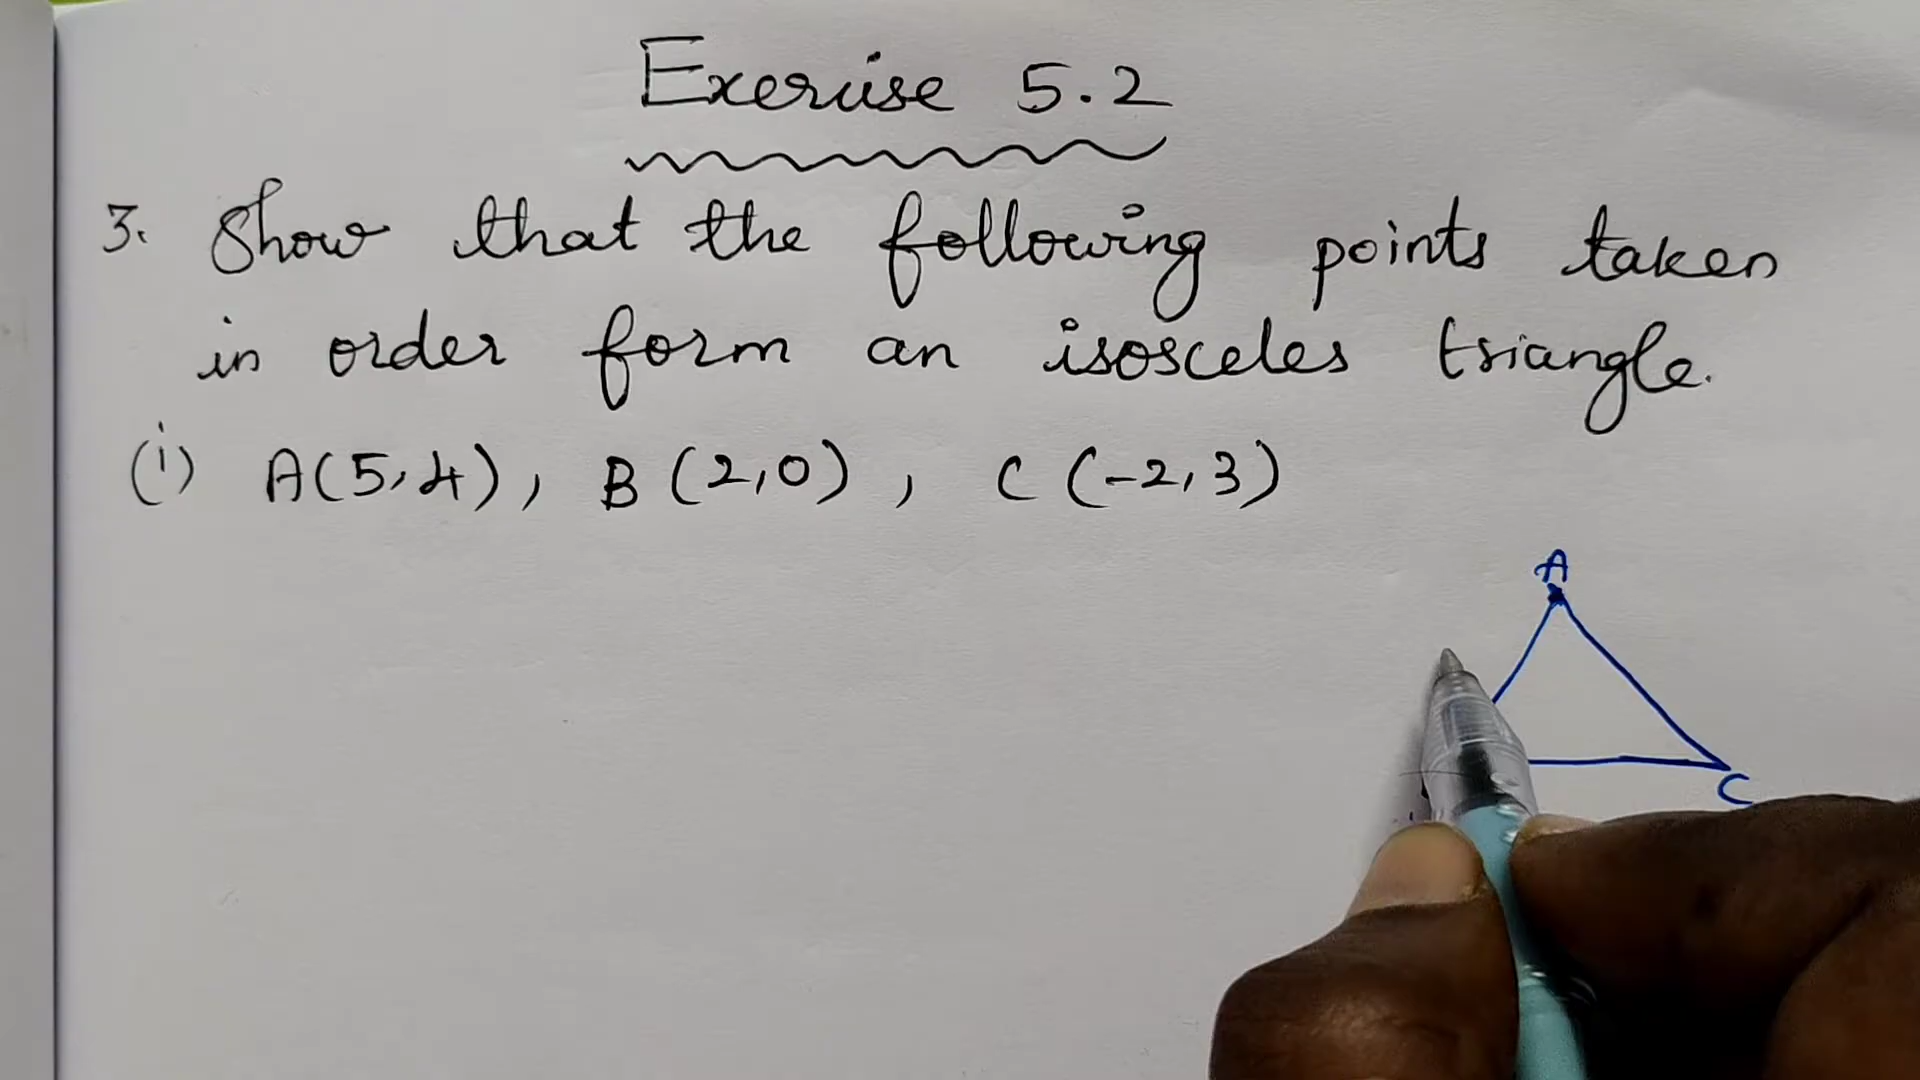 Exercise 5.2
3. Show that the following points taken
in order form an isosceles triangle.
(i) A(5,4), B(2,0), C(-2,3)
A
C